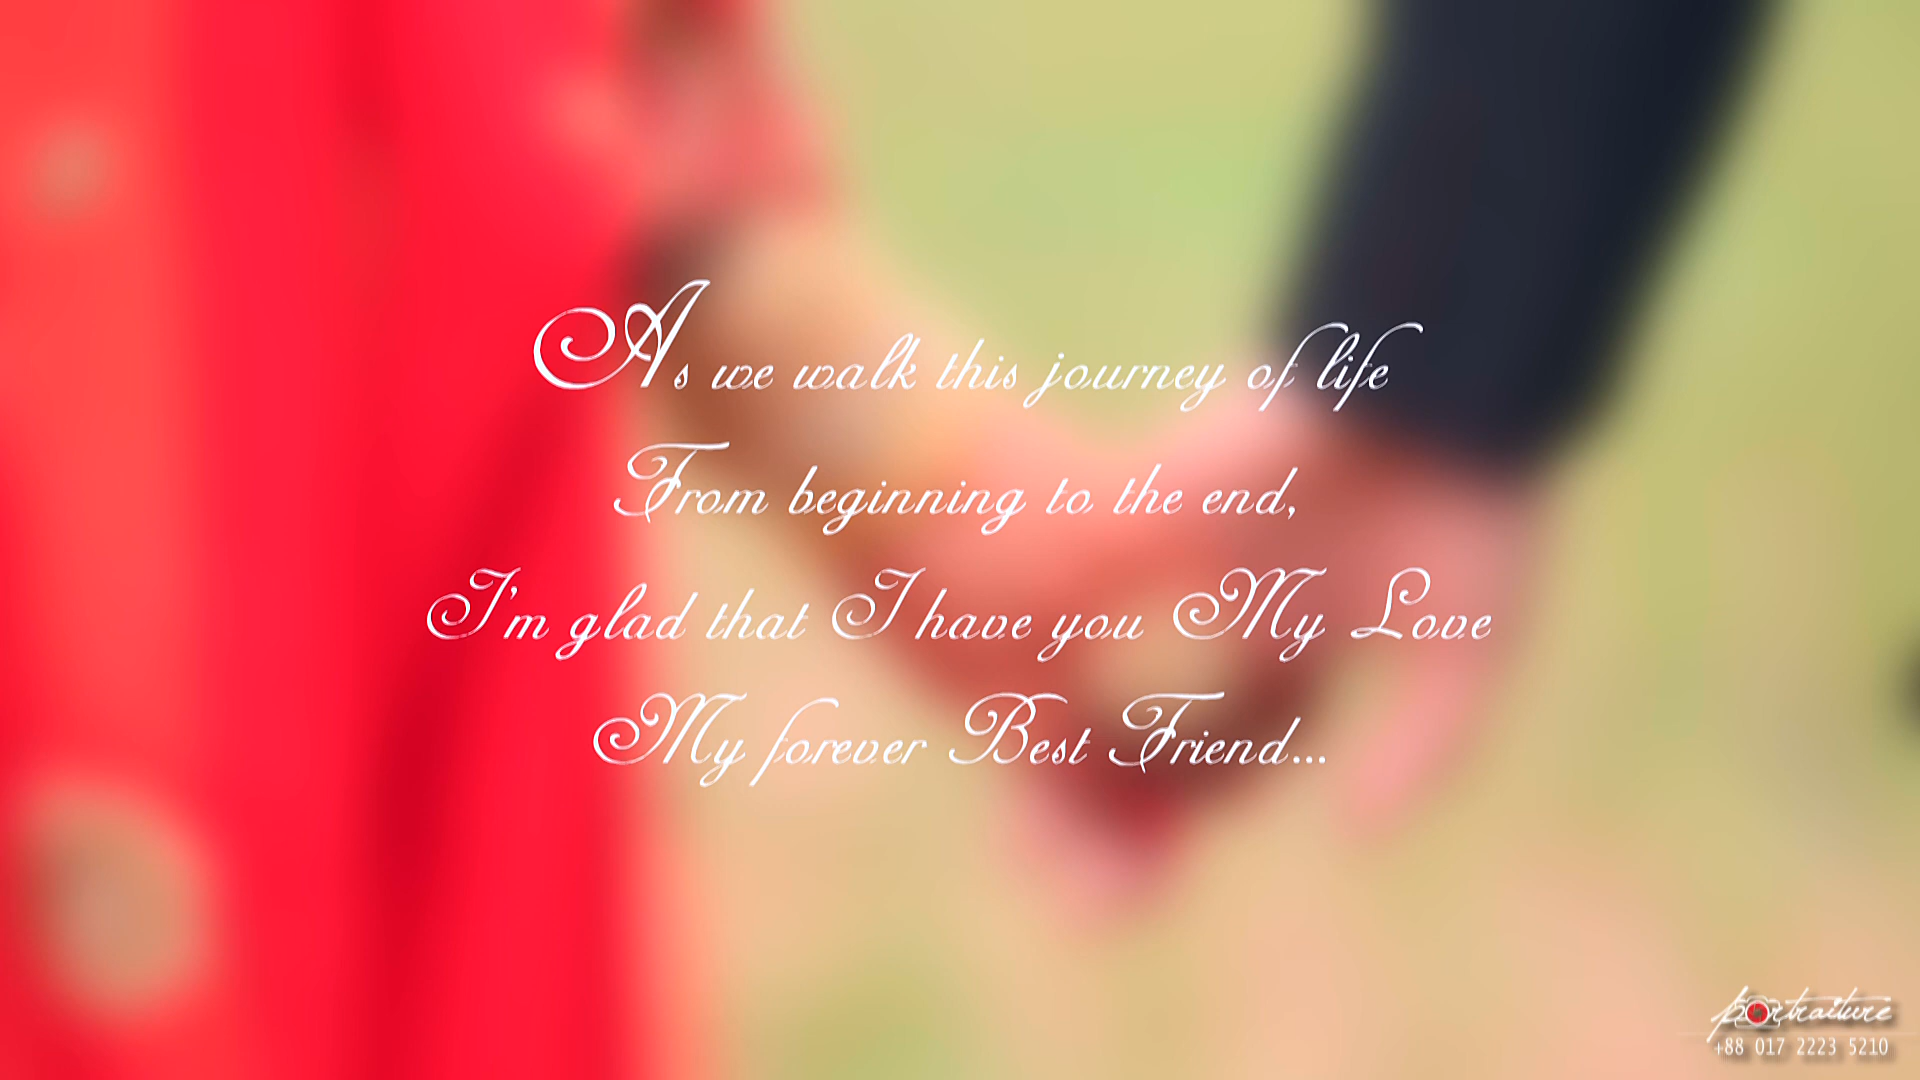 As we walk this journey of life
From beginning to the end,
I'm glad that I have you My Love
My forever Best Friend...
portraiture
+88 017 2223 5210